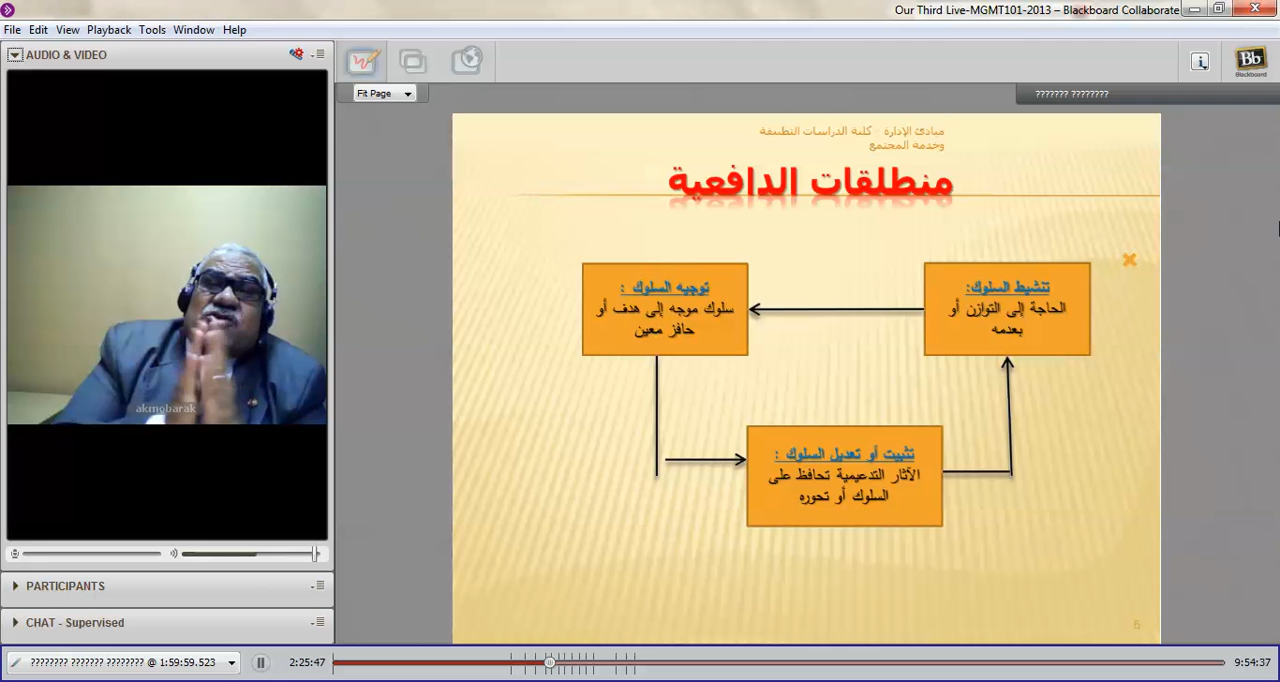 Our Third Live-MGMT101-2013 – Blackboard Collaborate
File Edit View Playback Tools Window Help
AUDIO & VIDEO
akmobarak
PARTICIPANTS
CHAT - Supervised
Fit Page
i
Bb
Blackboard
??????? ????????
مبادئ الإدارة - كلية الدراسات التطبيقية
وخدمة المجتمع
منطلقات الدافعية
تنشيط السلوك:
الحاجة إلى التوازن أو
بعدمه
توجيه السلوك :
سلوك موجه إلى هدف أو
حافز معين
تثبيت أو تعديل السلوك :
الآثار التدعيمية تحافظ على
السلوك أو تحوره
6
???????? ??????? ???????? @ 1:59:59.523
2:25:47
9:54:37